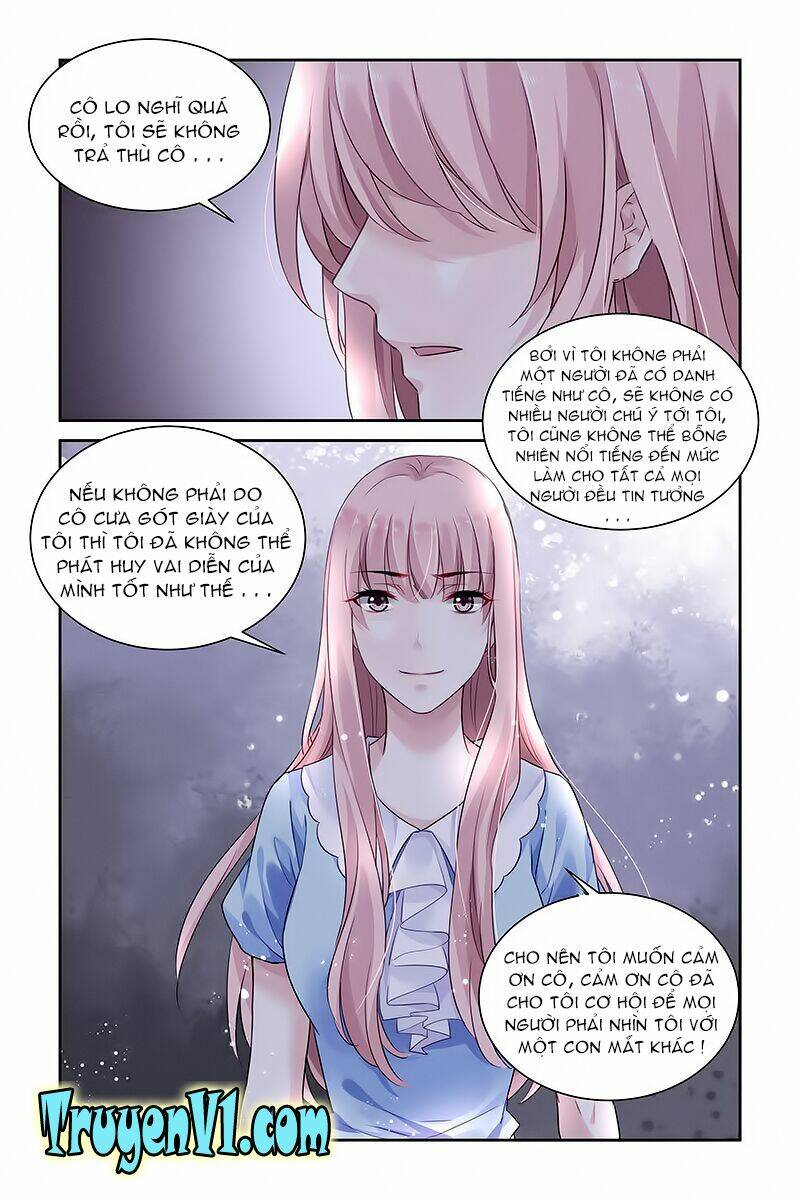 CÔ LO NGHĨ QUÁ
RỒI, TÔI SẼ KHÔNG
TRẢ THÙ CÔ . . .
BỞI VÌ TÔI KHÔNG PHẢI
MỘT NGƯỜI ĐÃ CÓ DANH
TIẾNG NHƯ CÔ, SẼ KHÔNG CÓ
NHIỀU NGƯỜI CHÚ Ý TỚI TÔI,
TÔI CŨNG KHÔNG THỂ BỖNG
NHIÊN NỔI TIẾNG ĐẾN MỨC
LÀM CHO TẤT CẢ MỌI
NGƯỜI ĐỀU TIN TƯỞNG
. . .
NẾU KHÔNG PHẢI DO
CÔ CƯA GÓT GIÀY CỦA
TÔI THÌ TÔI ĐÃ KHÔNG THỂ
PHÁT HUY VAI DIỄN CỦA
MÌNH TỐT NHƯ THẾ . . .
CHO NÊN TÔI MUỐN CẢM
ƠN CÔ, CẢM ƠN CÔ ĐÃ
CHO TÔI CƠ HỘI ĐỂ MỌI
NGƯỜI PHẢI NHÌN TÔI VỚI
MỘT CON MẮT KHÁC !
TruyenV1.com